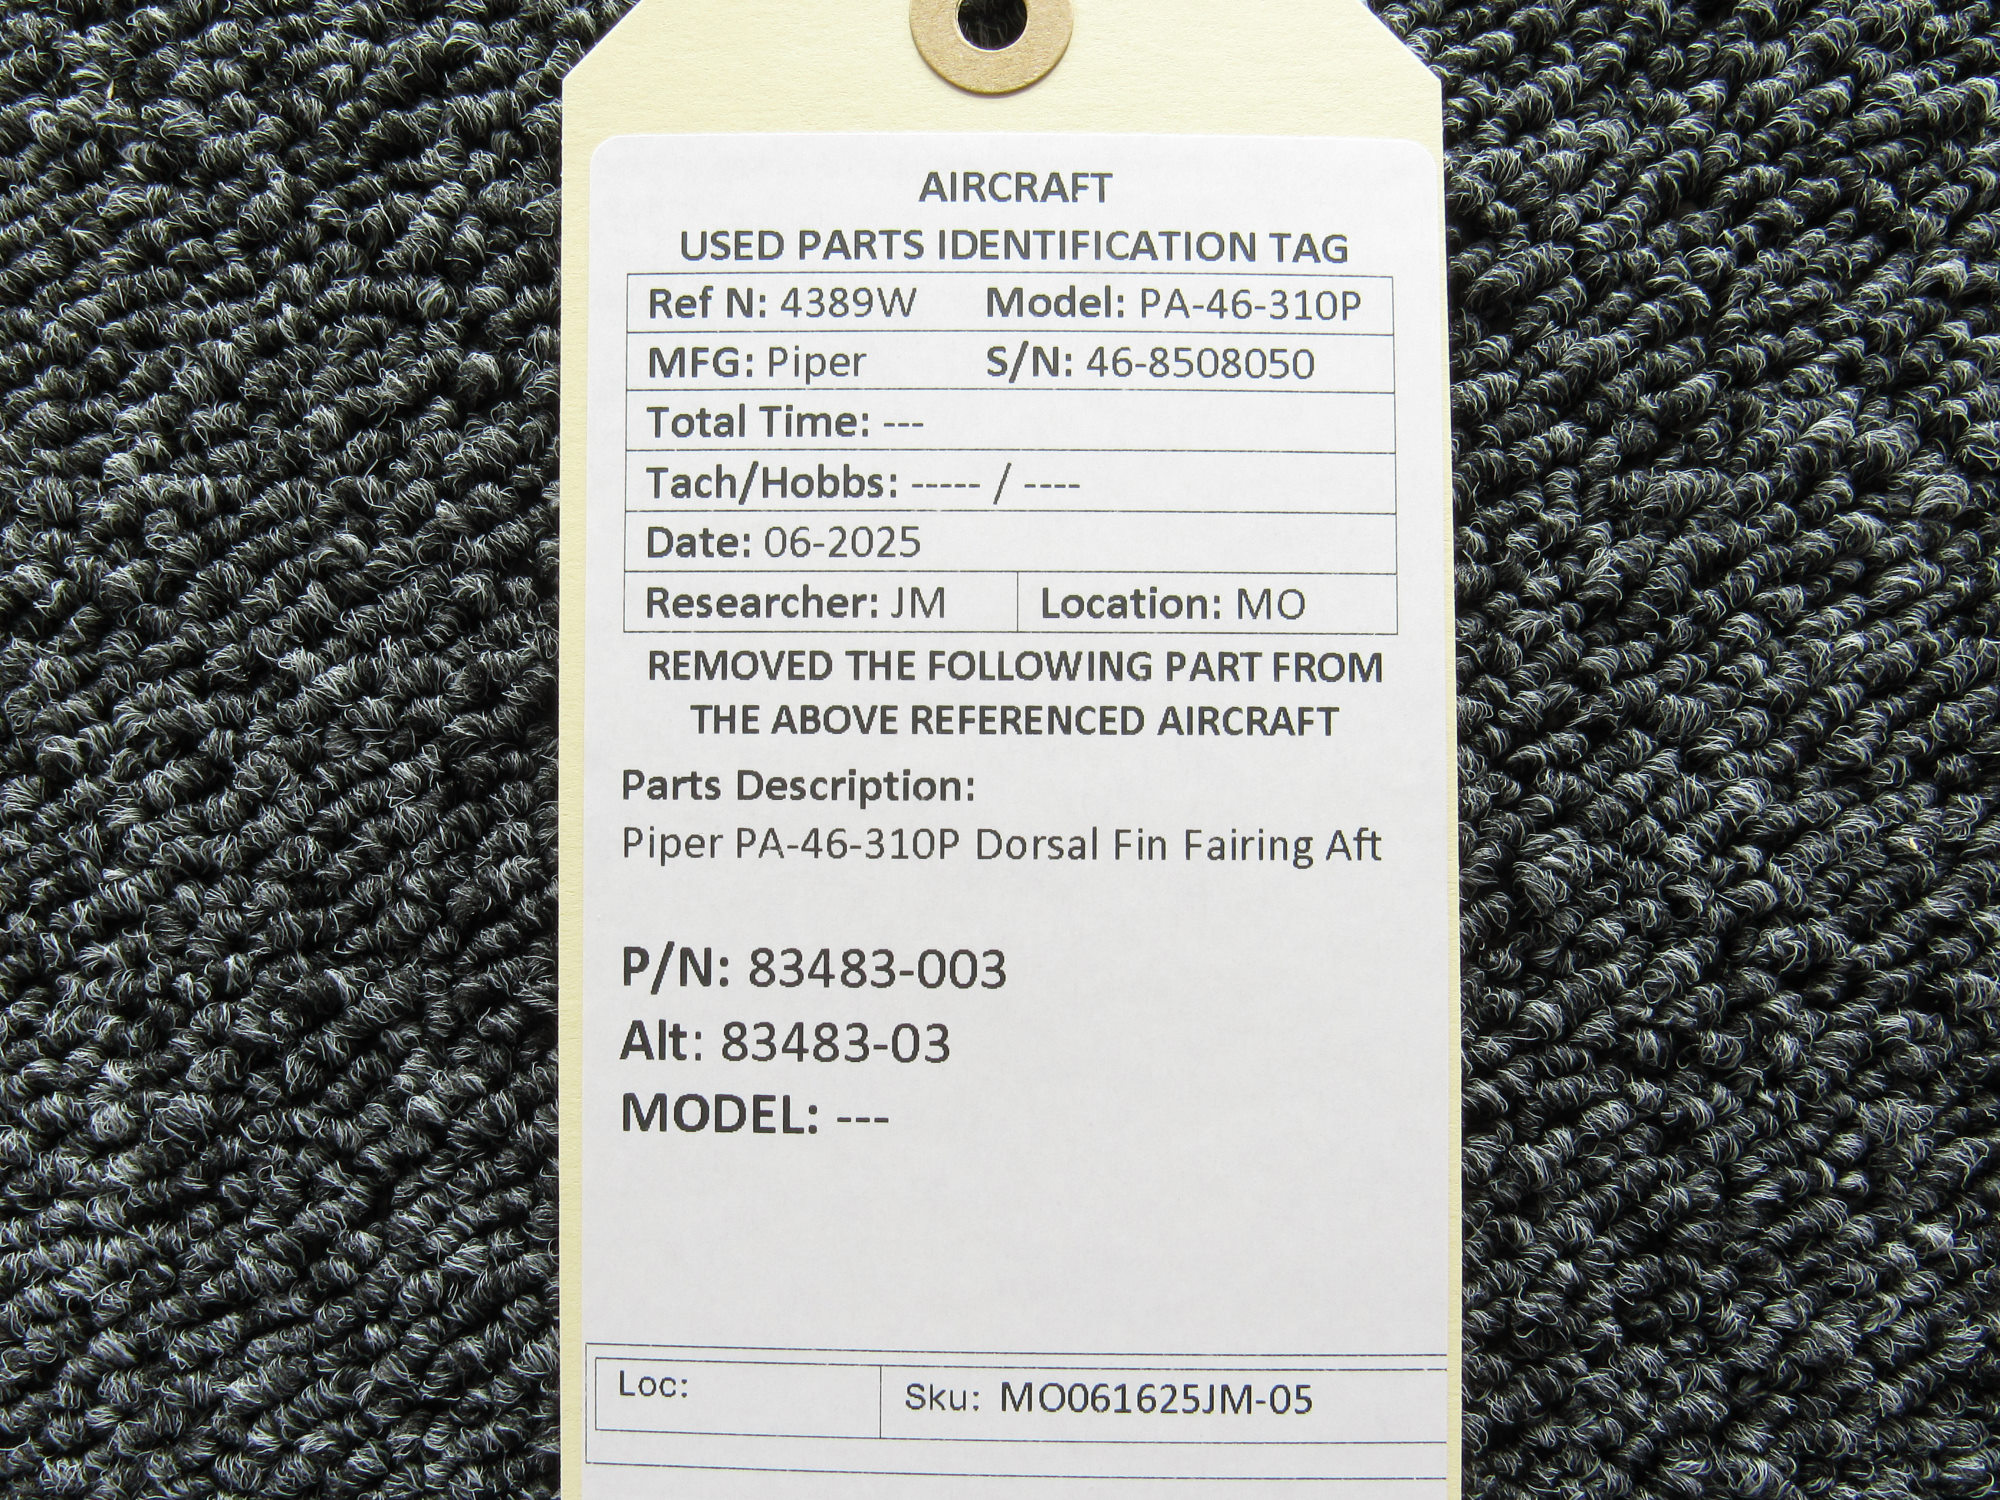 AIRCRAFT
USED PARTS IDENTIFICATION TAG
Ref N: 4389W Model: PA-46-310P
MFG: Piper S/N: 46-8508050
Total Time: ---
Tach/Hobbs: ----- / ----
Date: 06-2025
Researcher: JM Location: MO
REMOVED THE FOLLOWING PART FROM
THE ABOVE REFERENCED AIRCRAFT
Parts Description:
Piper PA-46-310P Dorsal Fin Fairing Aft
P/N: 83483-003
Alt: 83483-03
MODEL: ---
Loc: Sku: MO061625JM-05